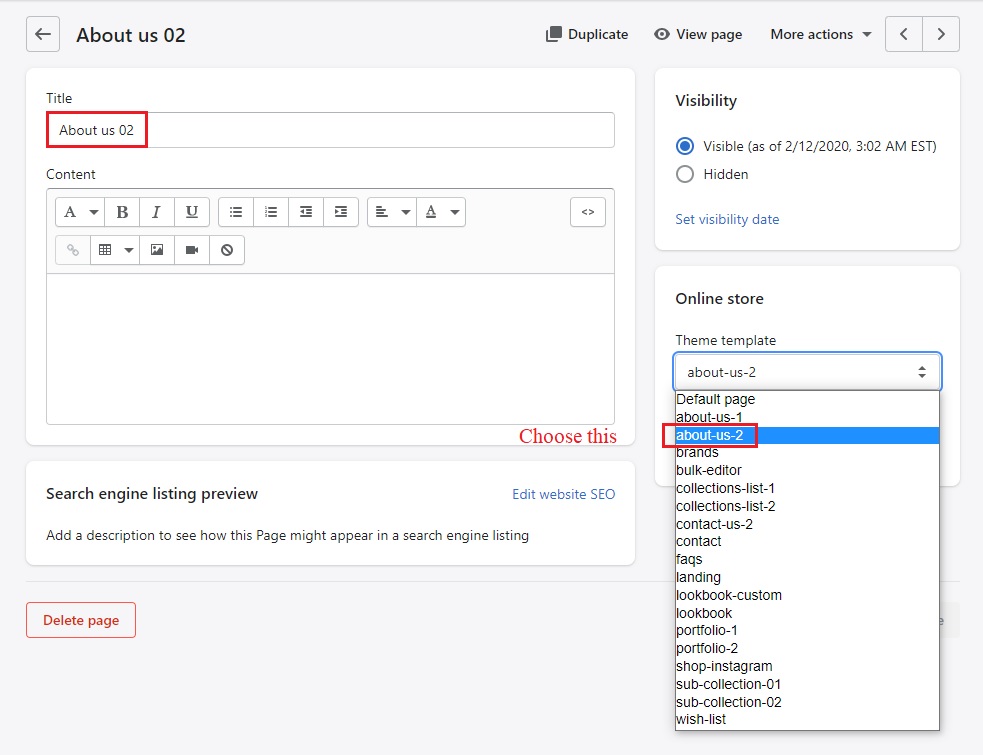 About us 02
Duplicate
View page
More actions
Title
About us 02
Content
A
B
I
U
A
<>
Choose this
Search engine listing preview
Edit website SEO
Add a description to see how this Page might appear in a search engine listing
Delete page
Visibility
Visible (as of 2/12/2020, 3:02 AM EST)
Hidden
Set visibility date
Online store
Theme template
about-us-2
Default page
about-us-1
about-us-2
brands
bulk-editor
collections-list-1
collections-list-2
contact-us-2
contact
faqs
landing
lookbook-custom
lookbook
portfolio-1
portfolio-2
shop-instagram
sub-collection-01
sub-collection-02
wish-list